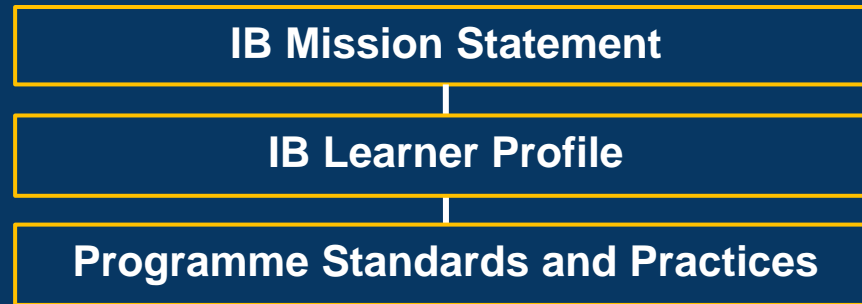 IB Mission Statement
IB Learner Profile
Programme Standards and Practices